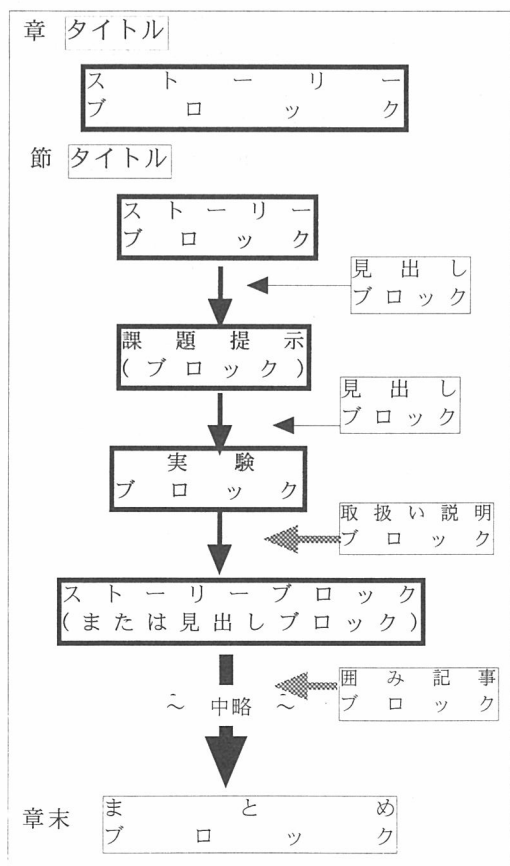 章 タイトル
ストーリー
ブロック
節 タイトル
ストーリー
ブロック
見出し
ブロック
課題提示
(ブロック)
見出し
ブロック
実験
ブロック
取扱い説明
ブロック
ストーリーブロック
(または見出しブロック)
囲み記事
ブロック
~ 中略 ~
章末
まとめ
ブロック